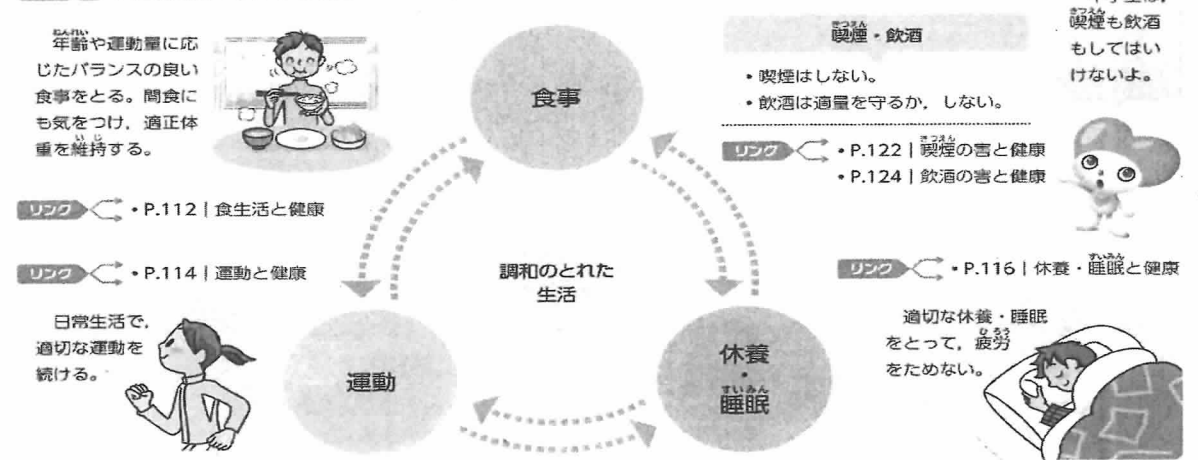 年齢や運動量に応
じたバランスの良い
食事をとる。間食に
も気をつけ，適正体
重を維持する。
リンク ・P.112｜食生活と健康
リンク ・P.114｜運動と健康
日常生活で，
適切な運動を
続ける。
食事
調和のとれた
生活
運動
休養
・
睡眠
喫煙・飲酒
・喫煙はしない。
・飲酒は適量を守るか，しない。
リンク ・P.122｜喫煙の害と健康
・P.124｜飲酒の害と健康
喫煙も飲酒
もしてはい
けないよ。
リンク ・P.116｜休養・睡眠と健康
適切な休養・睡眠
をとって，疲労
をためない。